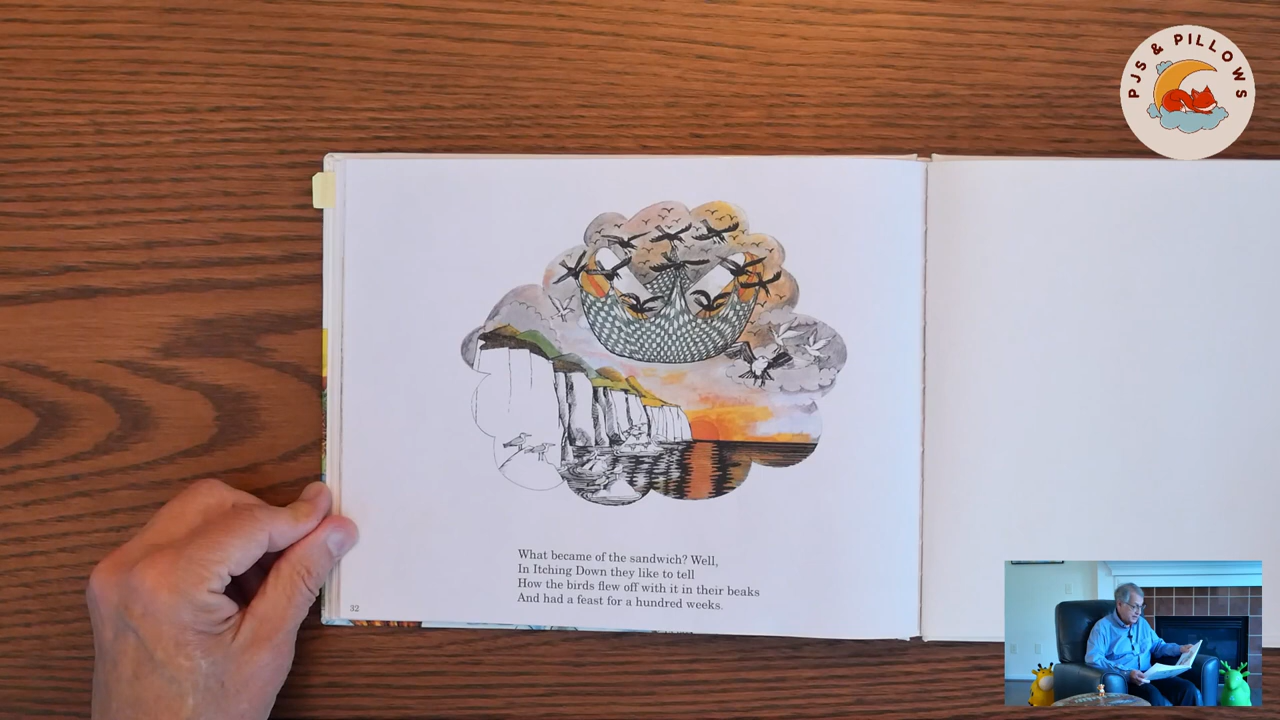 PJS & PILLOWS
What became of the sandwich? Well,
In Itching Down they like to tell
How the birds flew off with it in their beaks
And had a feast for a hundred weeks.
32